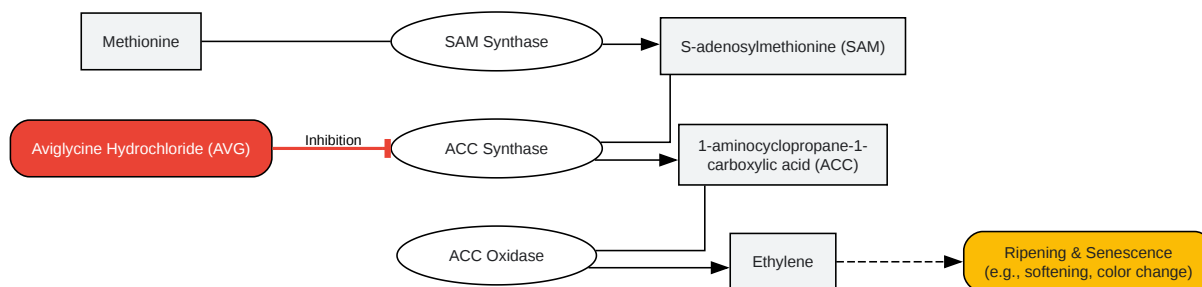 Methionine
SAM Synthase
S-adenosylmethionine (SAM)
Aviglycine Hydrochloride (AVG)
Inhibition
ACC Synthase
1-aminocyclopropane-1-
carboxylic acid (ACC)
ACC Oxidase
Ethylene
Ripening & Senescence
(e.g., softening, color change)